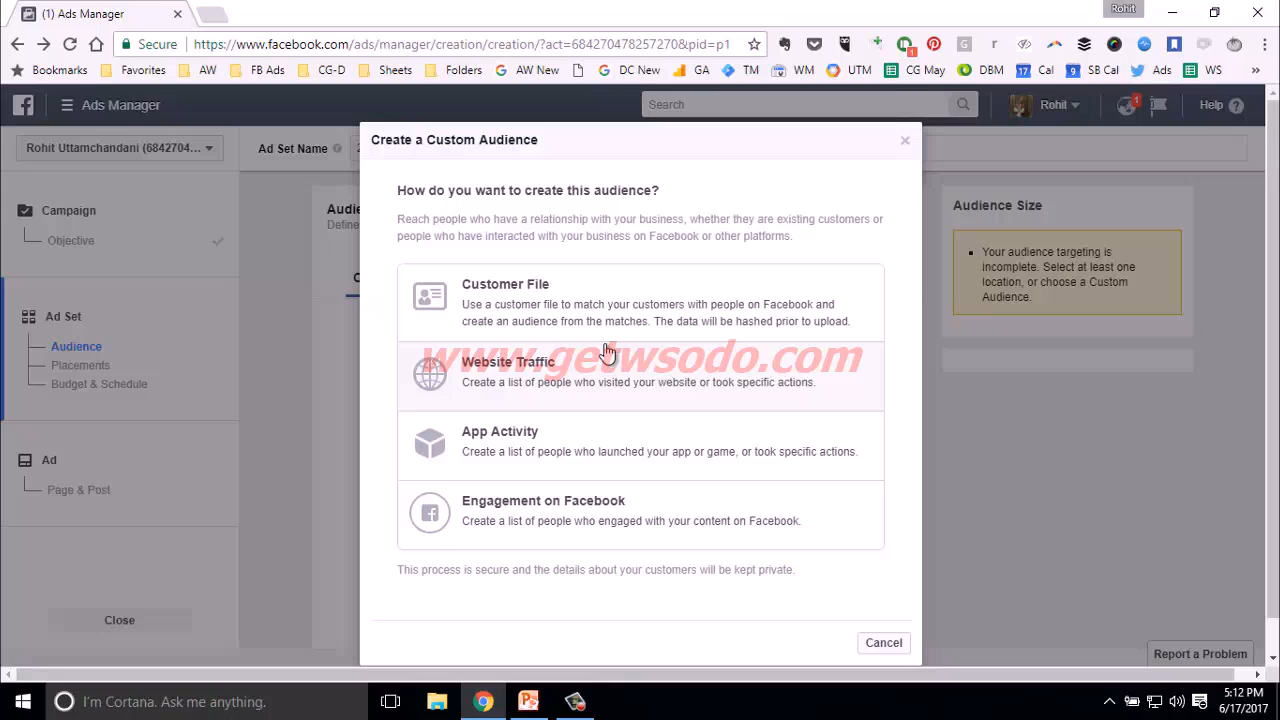 (1) Ads Manager
Rohit
Secure
https://www.facebook.com/ads/manager/creation/creation/?act=684270478257270&pid=p1
Bookmarks Favorites AW FB Ads CG-D Sheets Folders AW New DC New GA TM WM UTM CG May DBM Cal SB Cal Ads WS »
Ads Manager
Search
Rohit
1
Help
Rohit Uttamchandani (6842704...
Ad Set Name
Create a Custom Audience
Campaign
Objective
Ad Set
Audience
Placements
Budget & Schedule
Ad
Page & Post
Close
How do you want to create this audience?
Reach people who have a relationship with your business, whether they are existing customers or
people who have interacted with your business on Facebook or other platforms.
Customer File
Use a customer file to match your customers with people on Facebook and
create an audience from the matches. The data will be hashed prior to upload.
www.getwsodo.com
Website Traffic
Create a list of people who visited your website or took specific actions.
App Activity
Create a list of people who launched your app or game, or took specific actions.
Engagement on Facebook
Create a list of people who engaged with your content on Facebook.
This process is secure and the details about your customers will be kept private.
Cancel
Audience Size
Your audience targeting is
incomplete. Select at least one
location, or choose a Custom
Audience.
Report a Problem
I'm Cortana. Ask me anything.
5:12 PM
6/17/2017